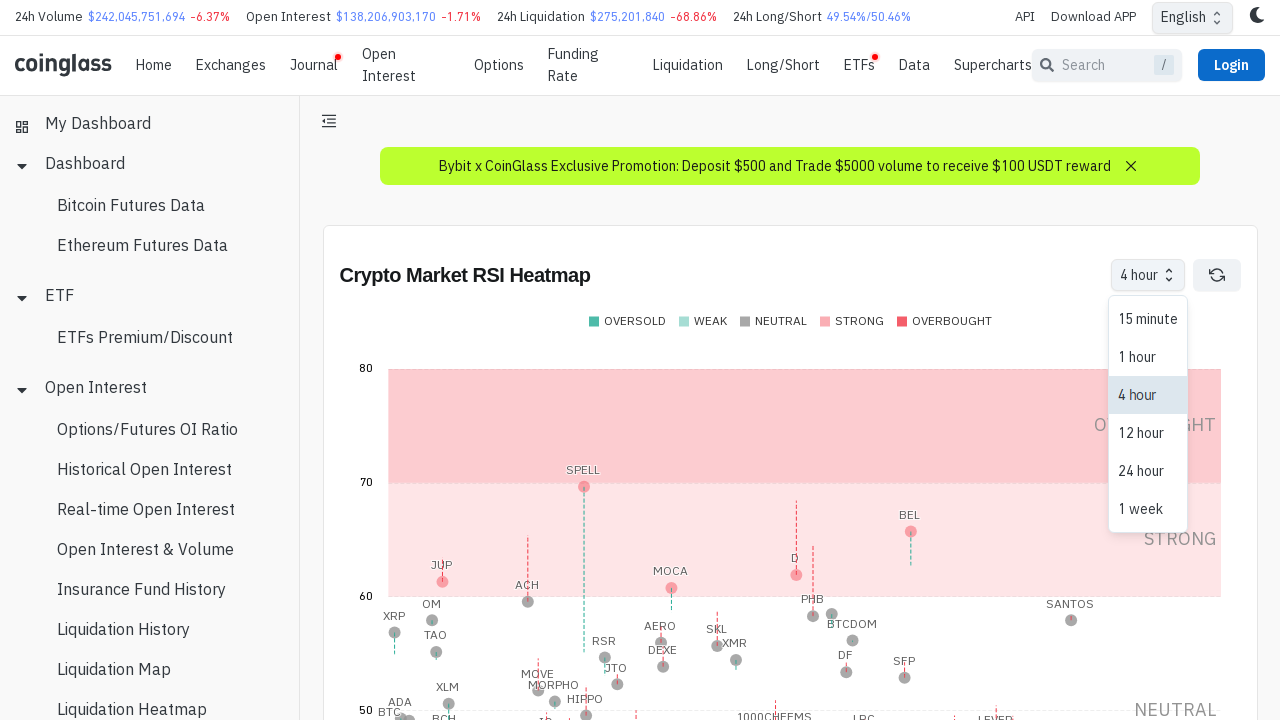 24h Volume $242,045,751,694 -6.37% Open Interest $138,206,903,170 -1.71% 24h Liquidation $275,201,840 -68.86% 24h Long/Short 49.54%/50.46% API Download APP English
coinglass Home Exchanges Journal Open Interest Options Funding Rate Liquidation Long/Short ETFs Data Supercharts Search / Login
My Dashboard
Dashboard
Bitcoin Futures Data
Ethereum Futures Data
ETF
ETFs Premium/Discount
Open Interest
Options/Futures OI Ratio
Historical Open Interest
Real-time Open Interest
Open Interest & Volume
Insurance Fund History
Liquidation History
Liquidation Map
Liquidation Heatmap
Bybit x CoinGlass Exclusive Promotion: Deposit $500 and Trade $5000 volume to receive $100 USDT reward
Crypto Market RSI Heatmap
4 hour
15 minute
1 hour
4 hour
12 hour
24 hour
1 week
OVERSOLD WEAK NEUTRAL STRONG OVERBOUGHT
80
70
SPELL
BEL
STRONG
D
JUP
MOCA
ACH
60
PHB
OM
SANTOS
XRP
BTCDOM
AERO
SKL
TAO
RSR
XMR
DEXE
DF
SFP
JTO
MOVE
MORPHO
XLM
HIPPO
ADA
BTC
50
NEUTRAL
1000CHEEMS
BCH